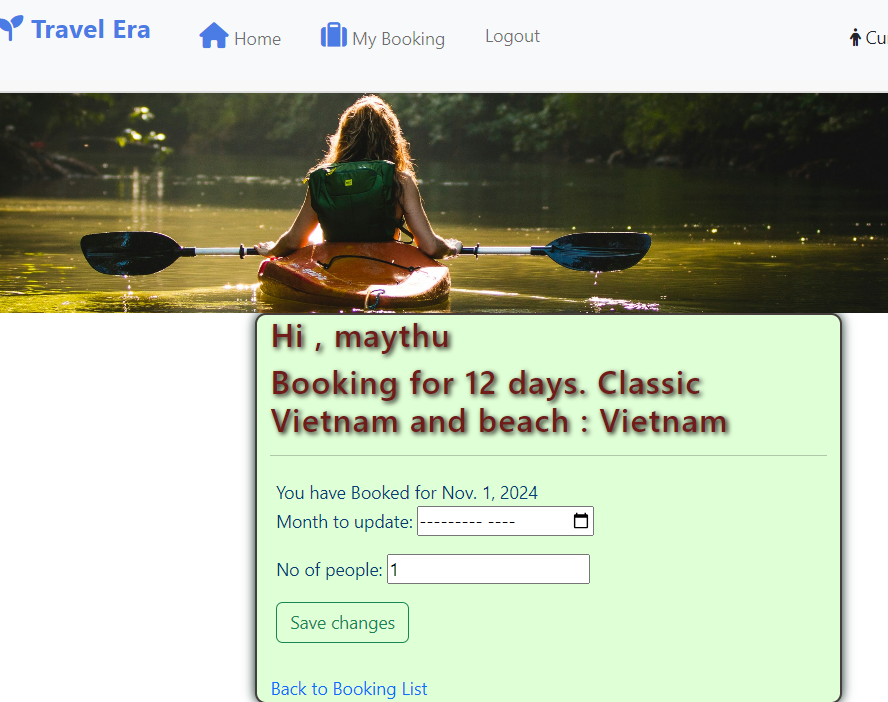 Travel Era
Home
My Booking
Logout
Hi , maythu
Booking for 12 days. Classic
Vietnam and beach : Vietnam
You have Booked for Nov. 1, 2024
Month to update: --------- ----
No of people: 1
Save changes
Back to Booking List